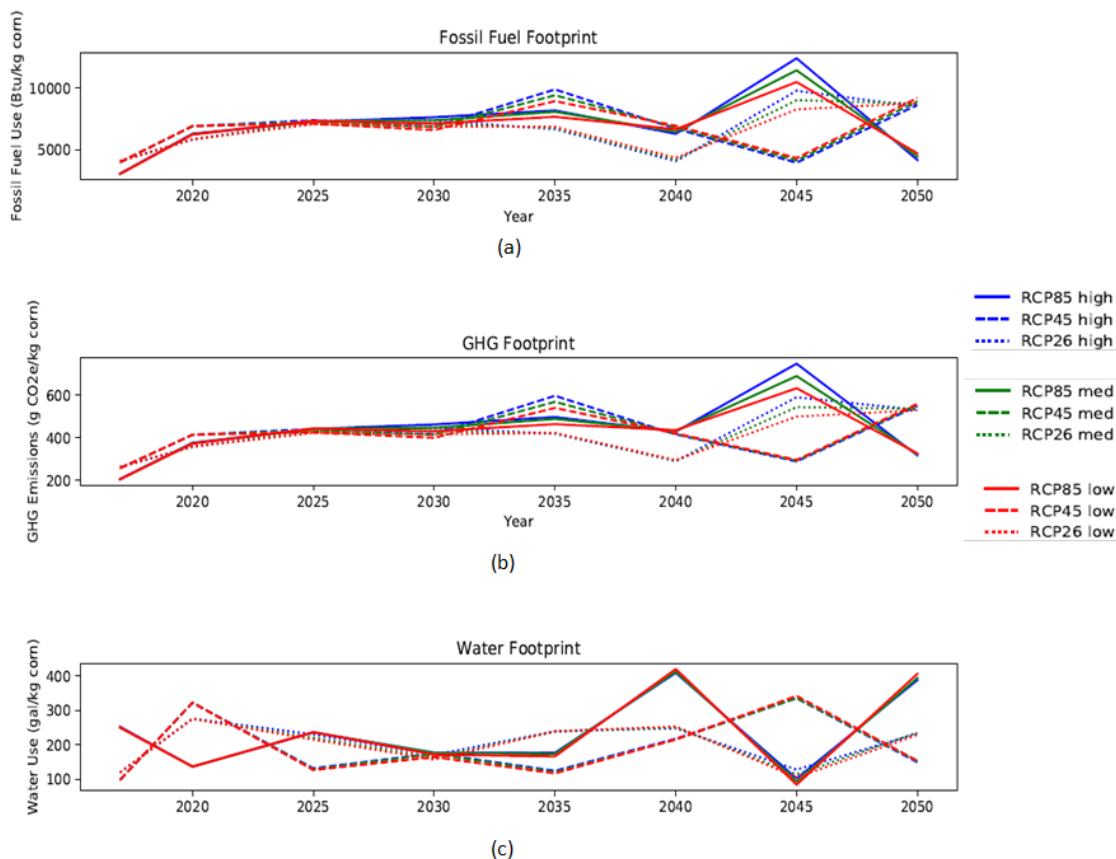 Fossil Fuel Footprint
Fossil Fuel Use (Btu/kg corn)
10000
5000
2020 2025 2030 2035 2040 2045 2050
Year
(a)
GHG Footprint
GHG Emissions (g CO2e/kg corn)
600
400
200
2020 2025 2030 2035 2040 2045 2050
Year
(b)
RCP85 high
RCP45 high
RCP26 high
RCP85 med
RCP45 med
RCP26 med
RCP85 low
RCP45 low
RCP26 low
Water Footprint
Water Use (gal/kg corn)
400
300
200
100
2020 2025 2030 2035 2040 2045 2050
(c)